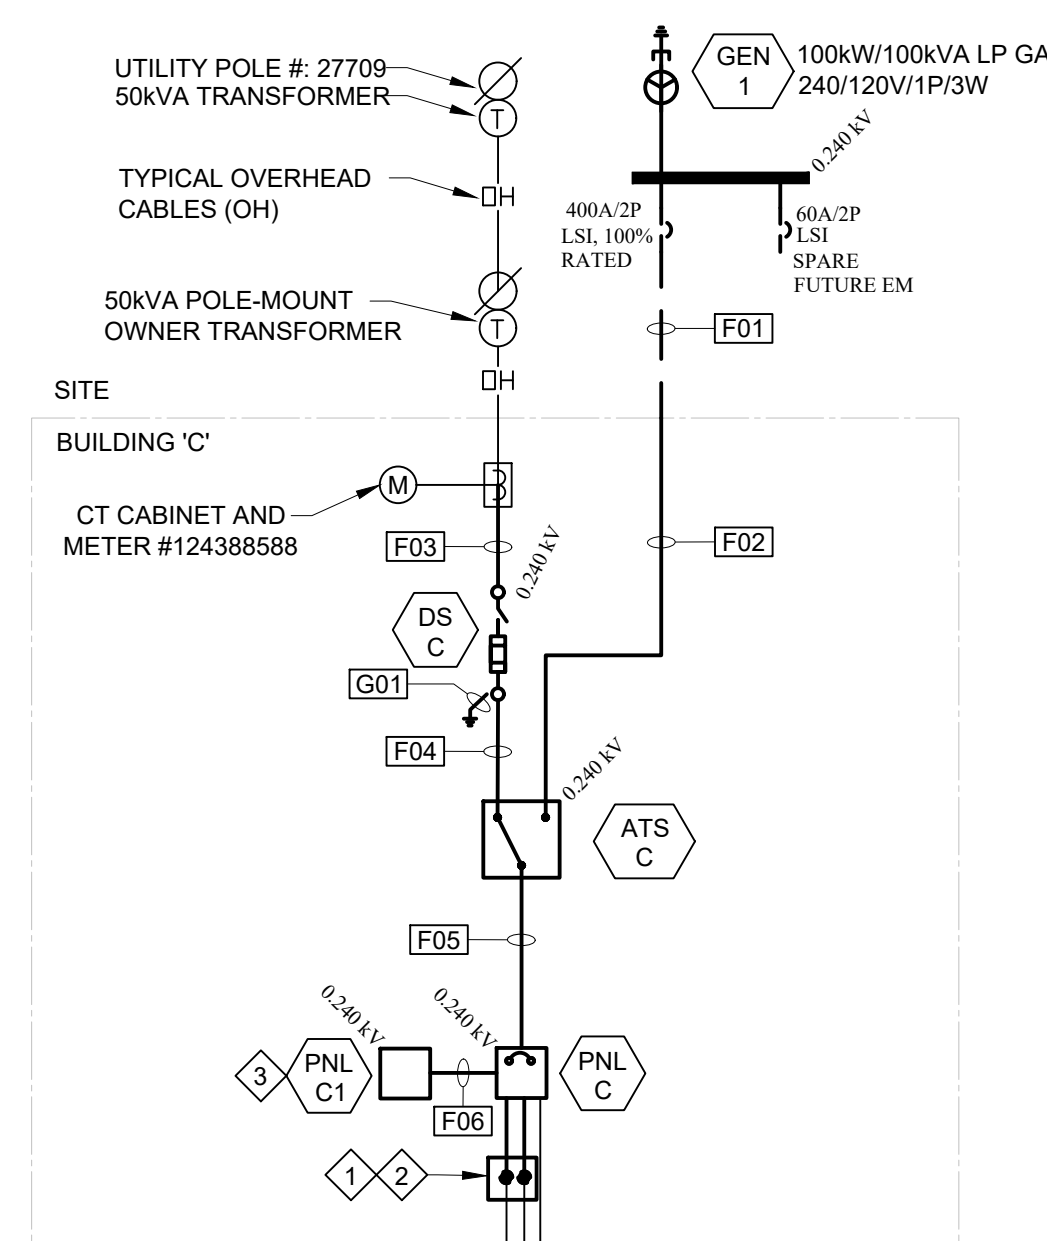 UTILITY POLE #: 27709
50kVA TRANSFORMER
T
GEN
1
100kW/100kVA LP GA
240/120V/1P/3W
0.240 kV
TYPICAL OVERHEAD
CABLES (OH)
OH
400A/2P
LSI, 100%
RATED
60A/2P
LSI
SPARE
FUTURE EM
50kVA POLE-MOUNT
OWNER TRANSFORMER
T
F01
OH
SITE
BUILDING 'C'
M
CT CABINET AND
METER #124388588
F03
0.240 kV
F02
DS
C
G01
F04
0.240 kV
ATS
C
F05
0.240 kV
0.240 kV
3
PNL
C1
PNL
C
F06
1
2